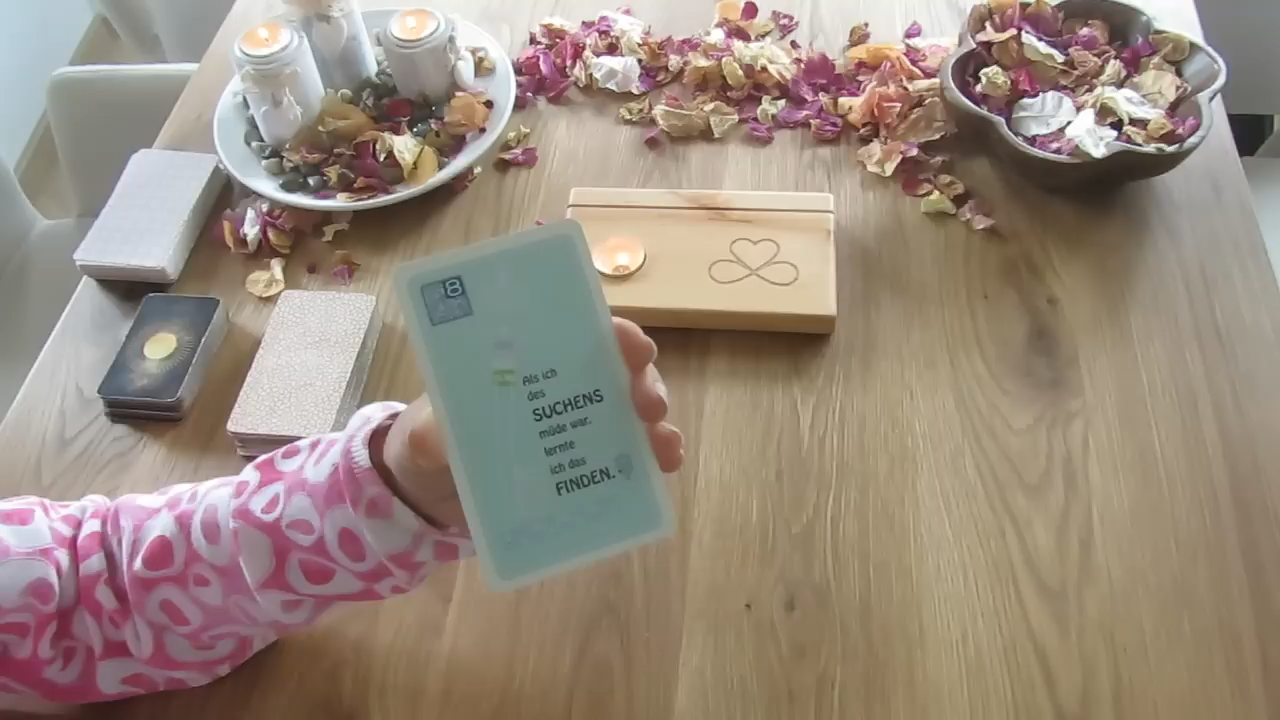 8
Als ich
des
SUCHENS
müde war,
lernte
ich das
FINDEN.